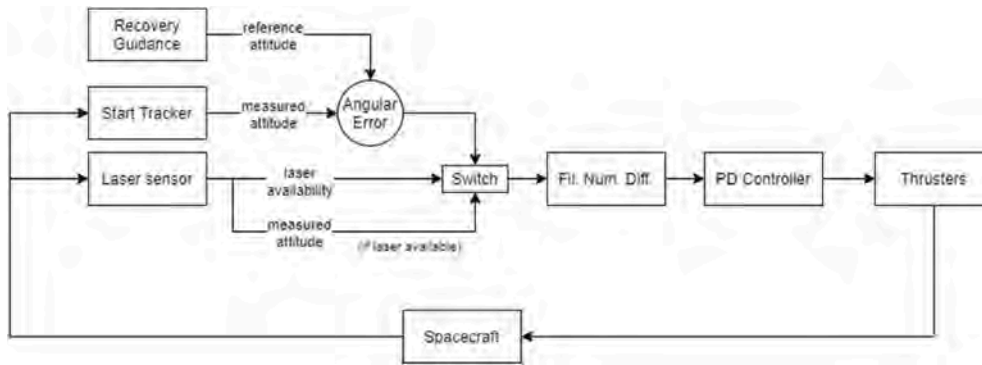 Recovery
Guidance
reference
attitude
Start Tracker
measured
attitude
Angular
Error
Laser sensor
laser
availability
Switch
Fil. Num. Diff.
PD Controller
Thrusters
measured
attitude
(if laser available)
Spacecraft